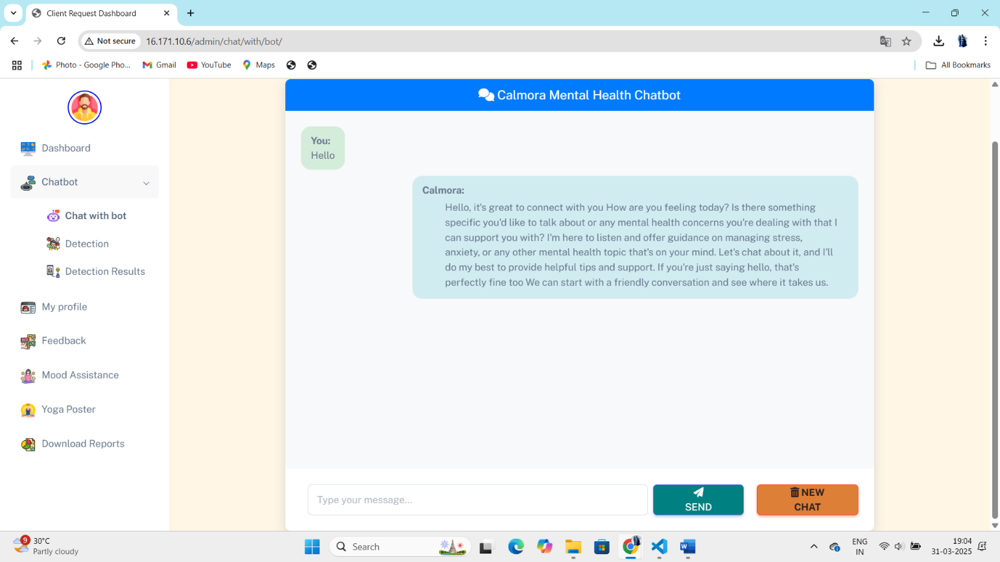 Client Request Dashboard
Not secure
16.171.10.6/admin/chat/with/bot/
Photo - Google Pho...
Gmail
YouTube
Maps
All Bookmarks
Dashboard
Chatbot
Chat with bot
Detection
Detection Results
My profile
Feedback
Mood Assistance
Yoga Poster
Download Reports
Calmora Mental Health Chatbot
You:
Hello
Calmora:
Hello, it's great to connect with you How are you feeling today? Is there something
specific you'd like to talk about or any mental health concerns you're dealing with that I
can support you with? I'm here to listen and offer guidance on managing stress,
anxiety, or any other mental health topic that's on your mind. Let's chat about it, and I'll
do my best to provide helpful tips and support. If you're just saying hello, that's
perfectly fine too We can start with a friendly conversation and see where it takes us.
Type your message...
SEND
NEW
CHAT
9
30°C
Partly cloudy
Search
ENG
IN
19:04
31-03-2025